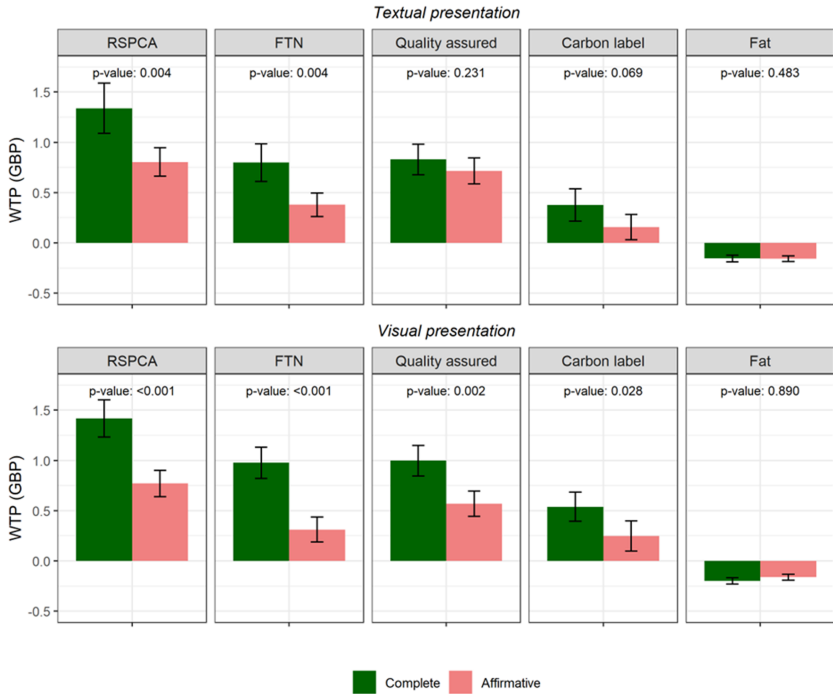 Textual presentation
RSPCA FTN Quality assured Carbon label Fat
p-value: 0.004 p-value: 0.004 p-value: 0.231 p-value: 0.069 p-value: 0.483
1.5
1.0
0.5
0.0
-0.5
WTP (GBP)
Visual presentation
RSPCA FTN Quality assured Carbon label Fat
p-value: <0.001 p-value: <0.001 p-value: 0.002 p-value: 0.028 p-value: 0.890
1.5
1.0
0.5
0.0
-0.5
WTP (GBP)
Complete Affirmative